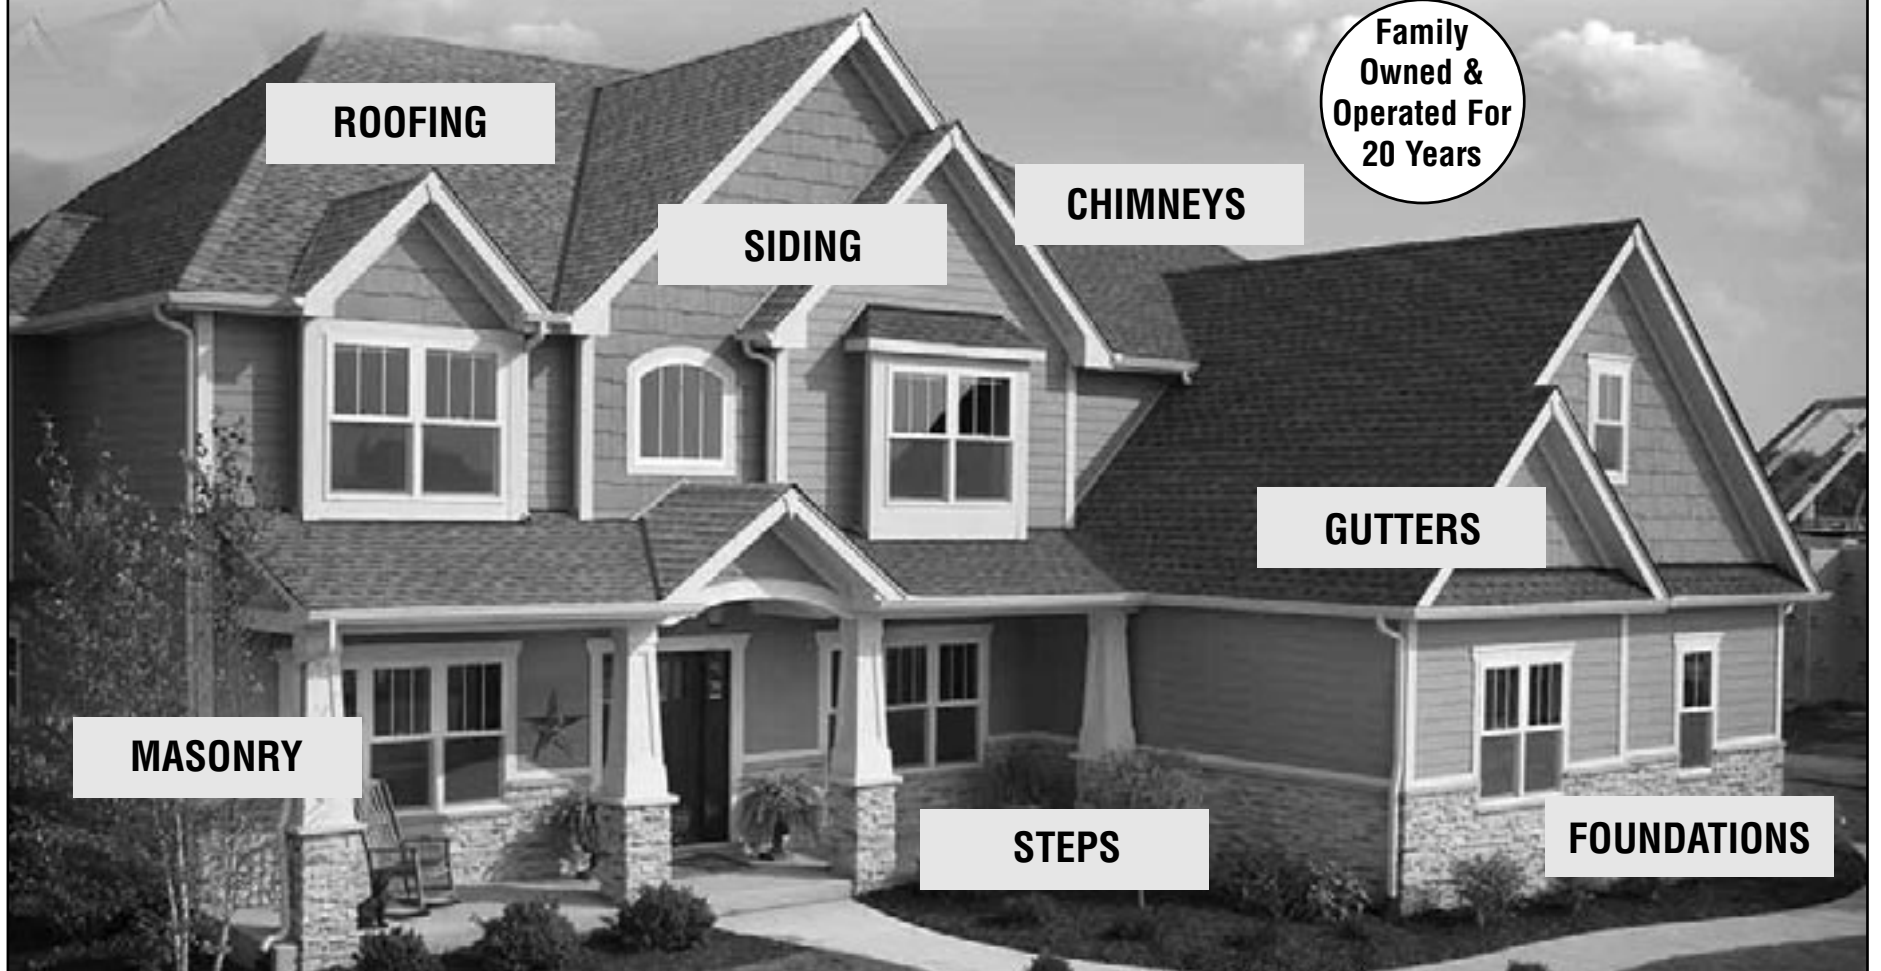 Family
Owned &
Operated For
20 Years
ROOFING
CHIMNEYS
SIDING
GUTTERS
MASONRY
STEPS
FOUNDATIONS